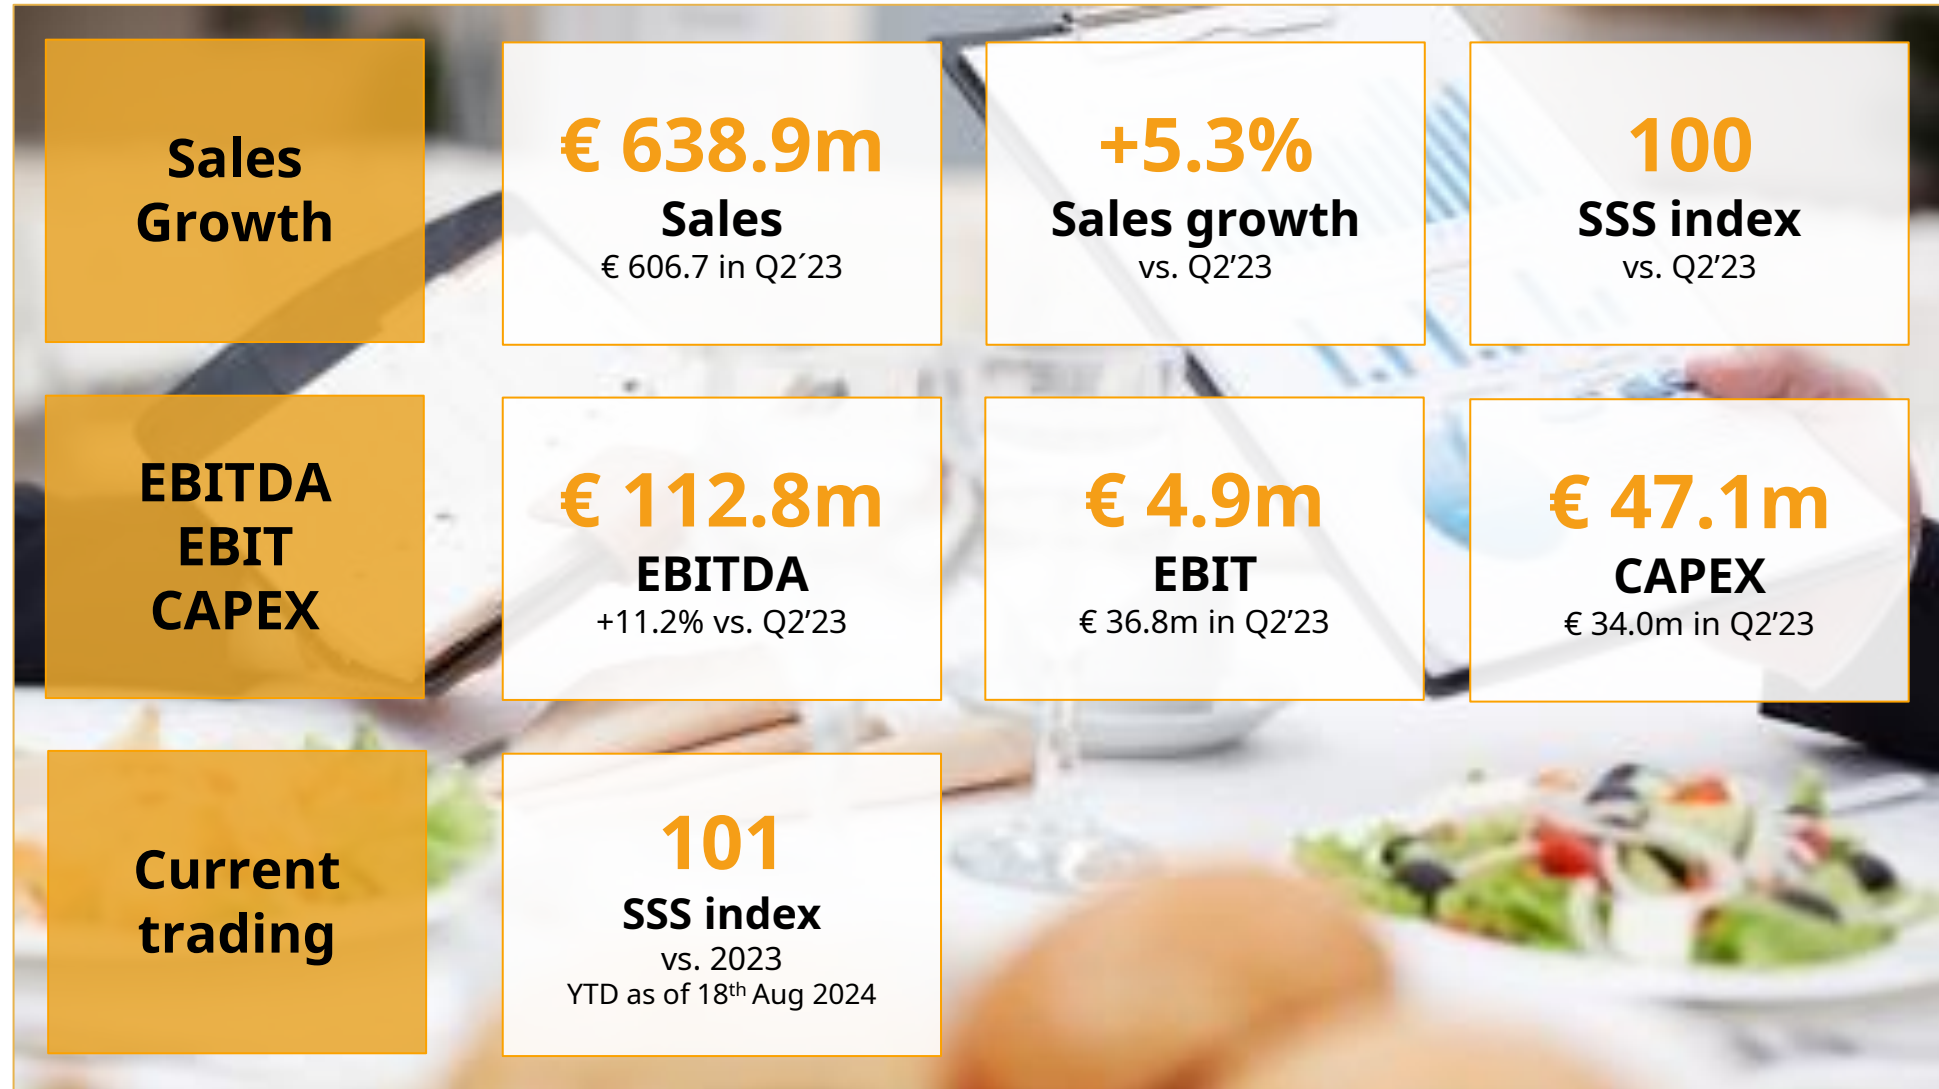 Sales
Growth
€ 638.9m
Sales
€ 606.7 in Q2´23
+5.3%
Sales growth
vs. Q2’23
100
SSS index
vs. Q2’23
EBITDA
EBIT
CAPEX
€ 112.8m
EBITDA
+11.2% vs. Q2’23
€ 4.9m
EBIT
€ 36.8m in Q2’23
€ 47.1m
CAPEX
€ 34.0m in Q2’23
Current
trading
101
SSS index
vs. 2023
YTD as of 18th Aug 2024